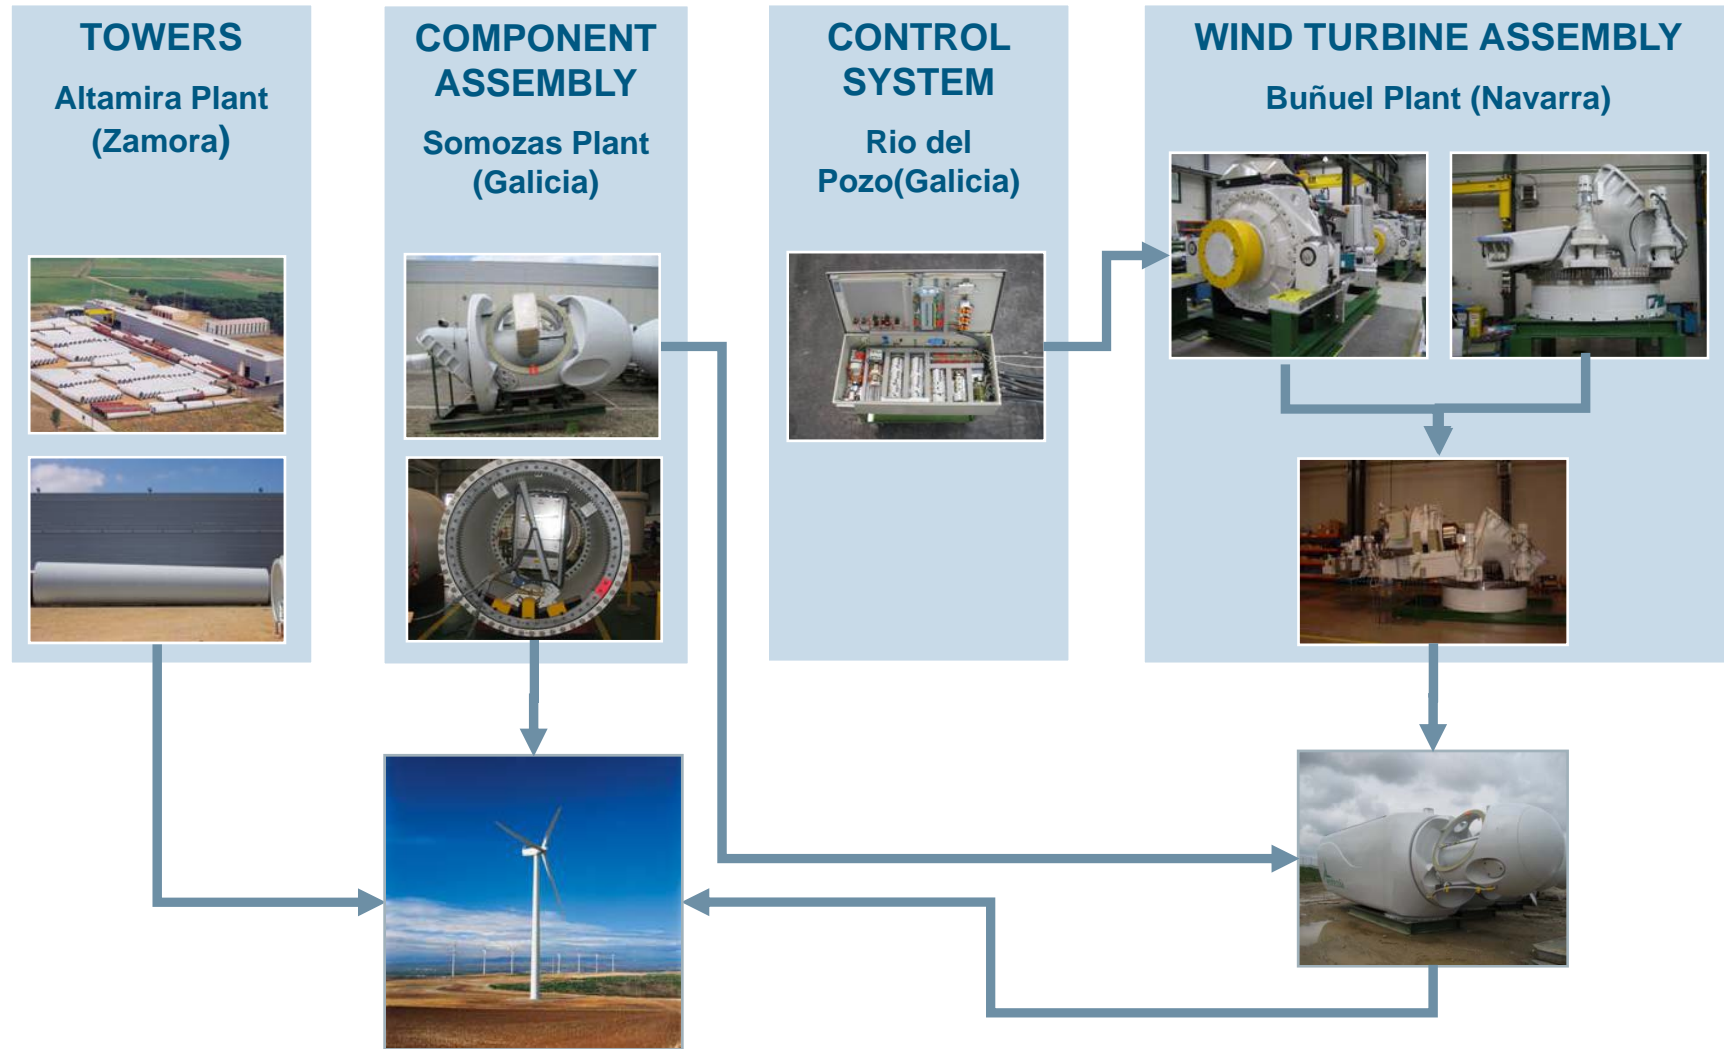 TOWERS
Altamira Plant
(Zamora)
COMPONENT
ASSEMBLY
Somozas Plant
(Galicia)
CONTROL
SYSTEM
Rio del
Pozo(Galicia)
WIND TURBINE ASSEMBLY
Buñuel Plant (Navarra)